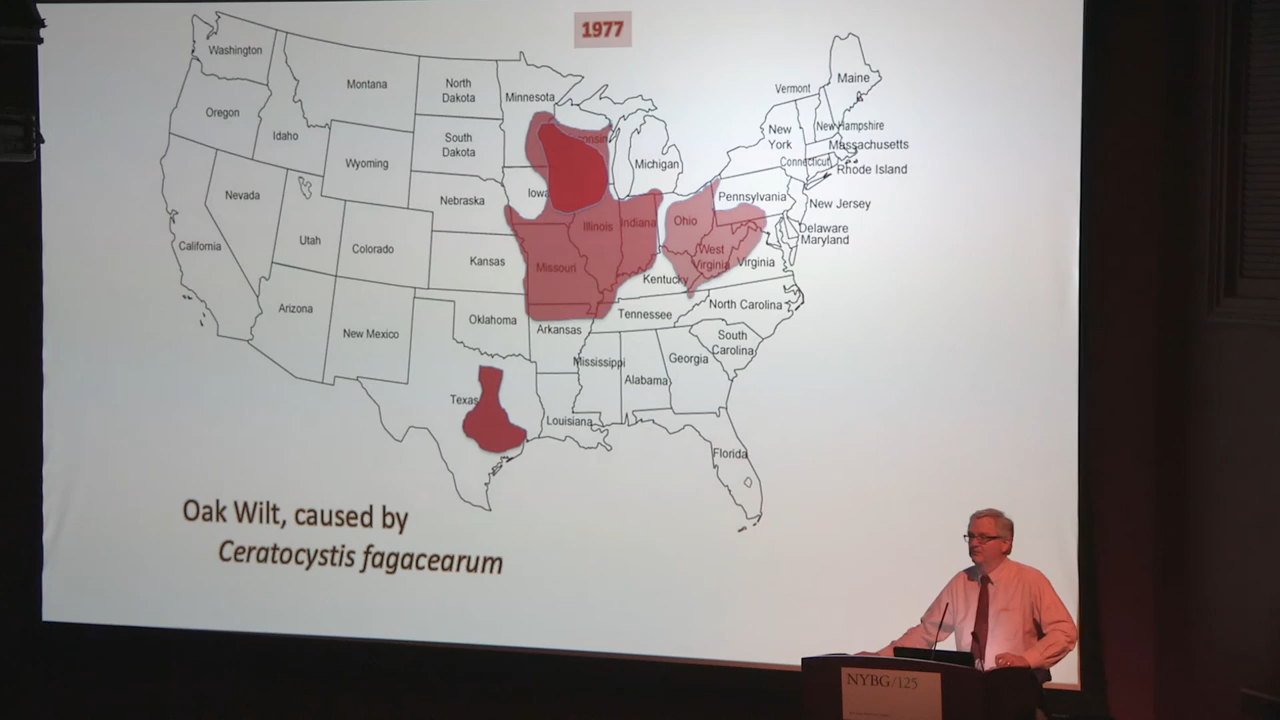 1977
Washington
Montana
North
Dakota
Minnesota
Maine
Vermont
Oregon
Idaho
South
Dakota
consin
New
York
New Hampshire
Massachusetts
Wyoming
Michigan
Connecticut
Rhode Island
Nevada
Nebraska
Iowa
Pennsylvania
New Jersey
California
Utah
Colorado
Kansas
Illinois
Indiana
Ohio
Delaware
Maryland
Missouri
West
Virginia
Virginia
Kentucky
Arizona
New Mexico
Oklahoma
Arkansas
Tennessee
North Carolina
South
Carolina
Mississippi
Alabama
Georgia
Texas
Louisiana
Florida
Oak Wilt, caused by
Ceratocystis fagacearum
NYBG/125